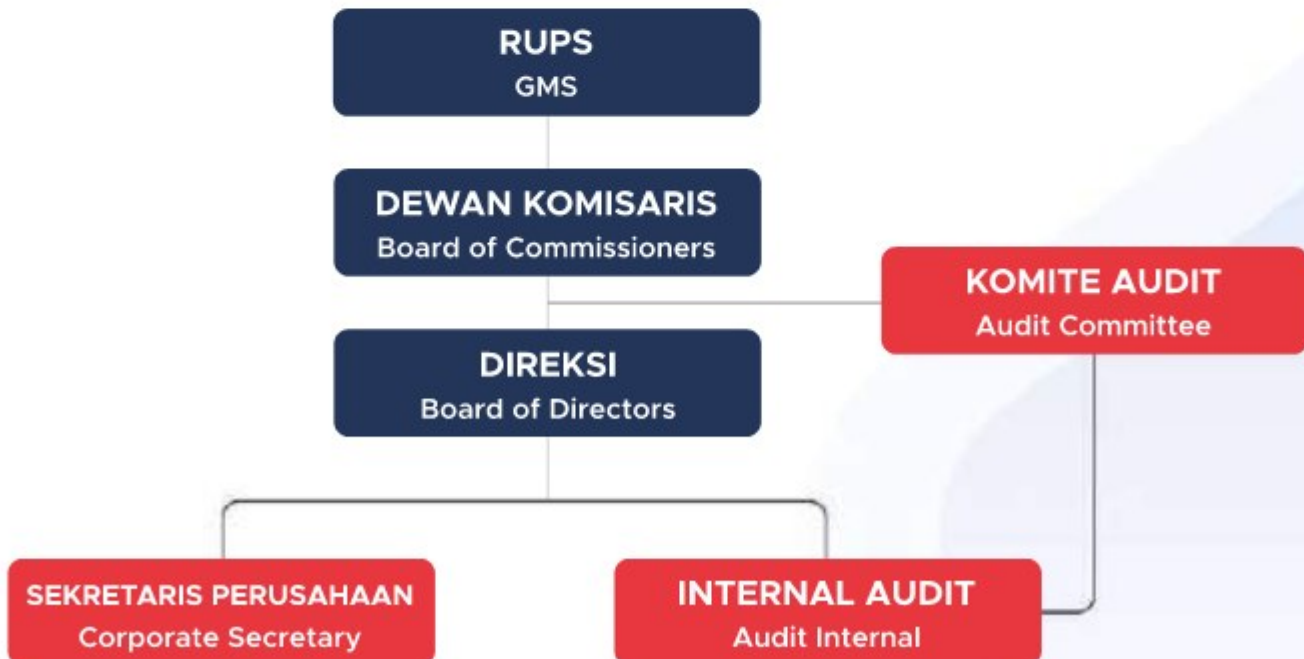 RUPS
GMS
DEWAN KOMISARIS
Board of Commissioners
KOMITE AUDIT
Audit Committee
DIREKSI
Board of Directors
SEKRETARIS PERUSAHAAN
Corporate Secretary
INTERNAL AUDIT
Audit Internal